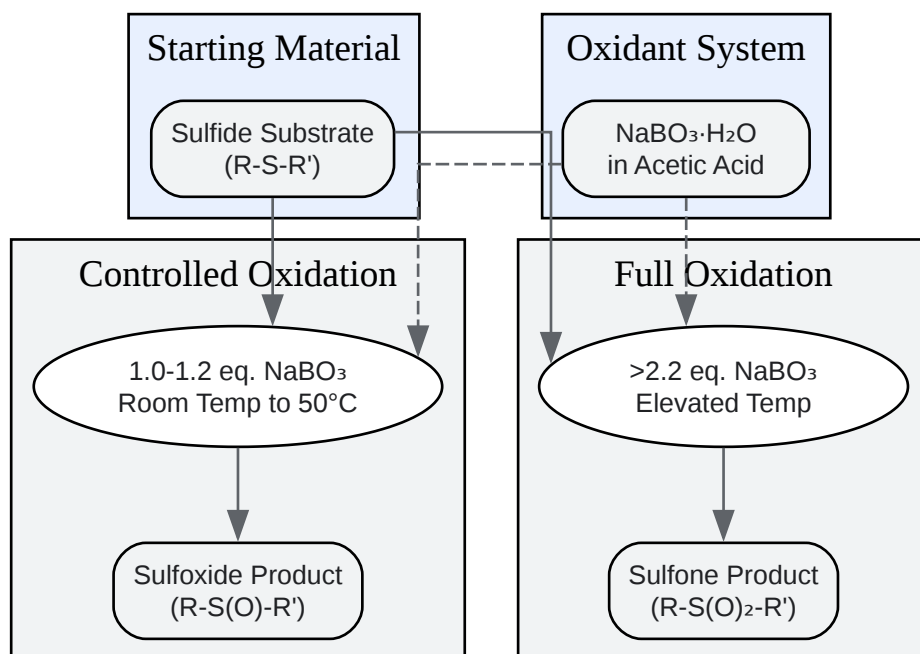 Starting Material
Sulfide Substrate
(R-S-R')
Oxidant System
NaBO₃·H₂O
in Acetic Acid
Controlled Oxidation
1.0-1.2 eq. NaBO₃
Room Temp to 50°C
Sulfoxide Product
(R-S(O)-R')
Full Oxidation
>2.2 eq. NaBO₃
Elevated Temp
Sulfone Product
(R-S(O)₂-R')